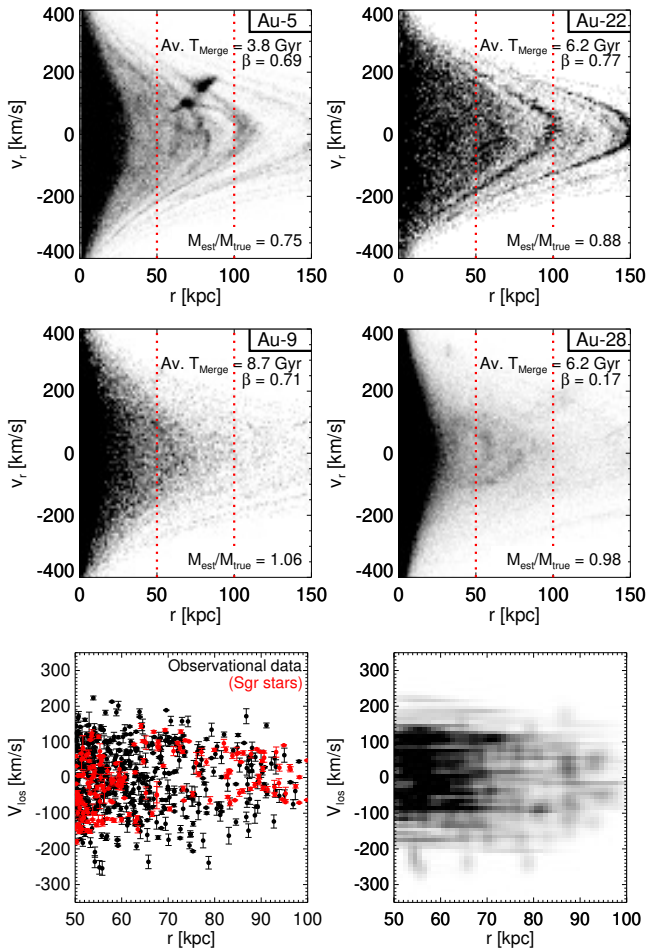 Au-5
Av. T_Merge = 3.8 Gyr
β = 0.69
400
200
0
-200
-400
v_r [km/s]
M_est/M_true = 0.75
0 50 100 150
r [kpc]
Au-22
Av. T_Merge = 6.2 Gyr
β = 0.77
400
200
0
-200
-400
v_r [km/s]
M_est/M_true = 0.88
0 50 100 150
r [kpc]
Au-9
Av. T_Merge = 8.7 Gyr
β = 0.71
400
200
0
-200
-400
v_r [km/s]
M_est/M_true = 1.06
0 50 100 150
r [kpc]
Au-28
Av. T_Merge = 6.2 Gyr
β = 0.17
400
200
0
-200
-400
v_r [km/s]
M_est/M_true = 0.98
0 50 100 150
r [kpc]
Observational data
(Sgr stars)
300
200
100
0
-100
-200
-300
V_los [km/s]
50 60 70 80 90 100
r [kpc]
300
200
100
0
-100
-200
-300
V_los [km/s]
50 60 70 80 90 100
r [kpc]